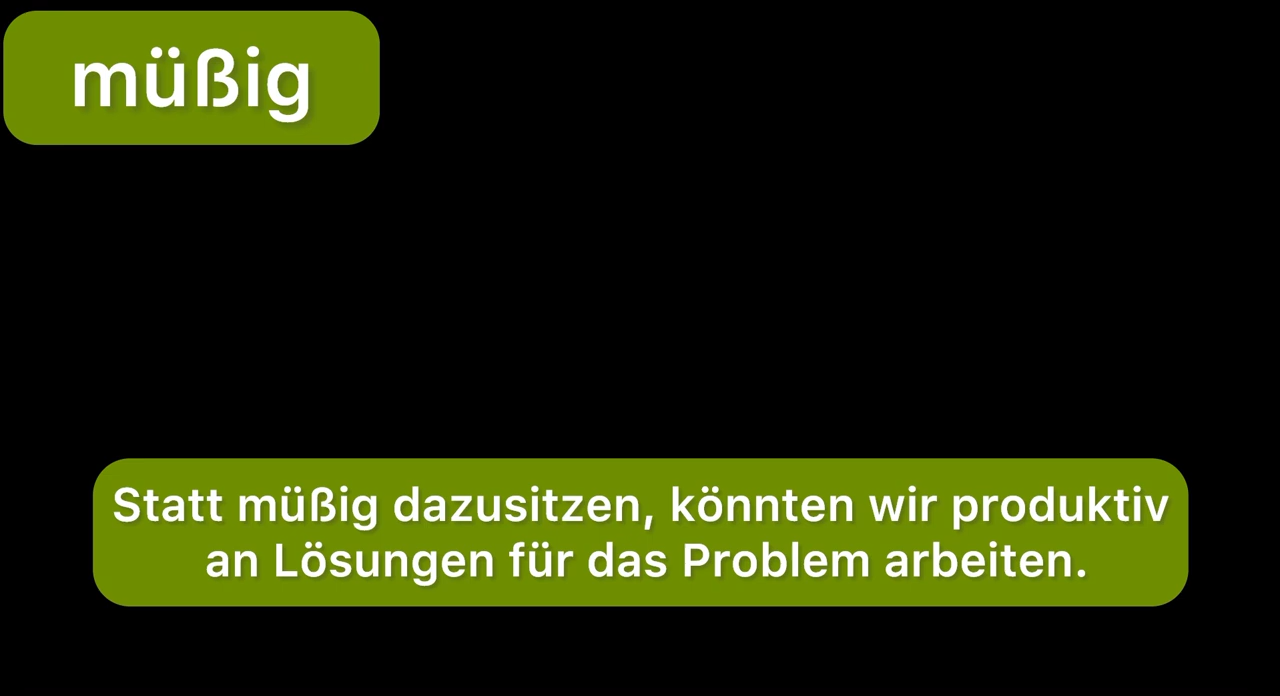 müßig
Statt müßig dazusitzen, könnten wir produktiv
an Lösungen für das Problem arbeiten.